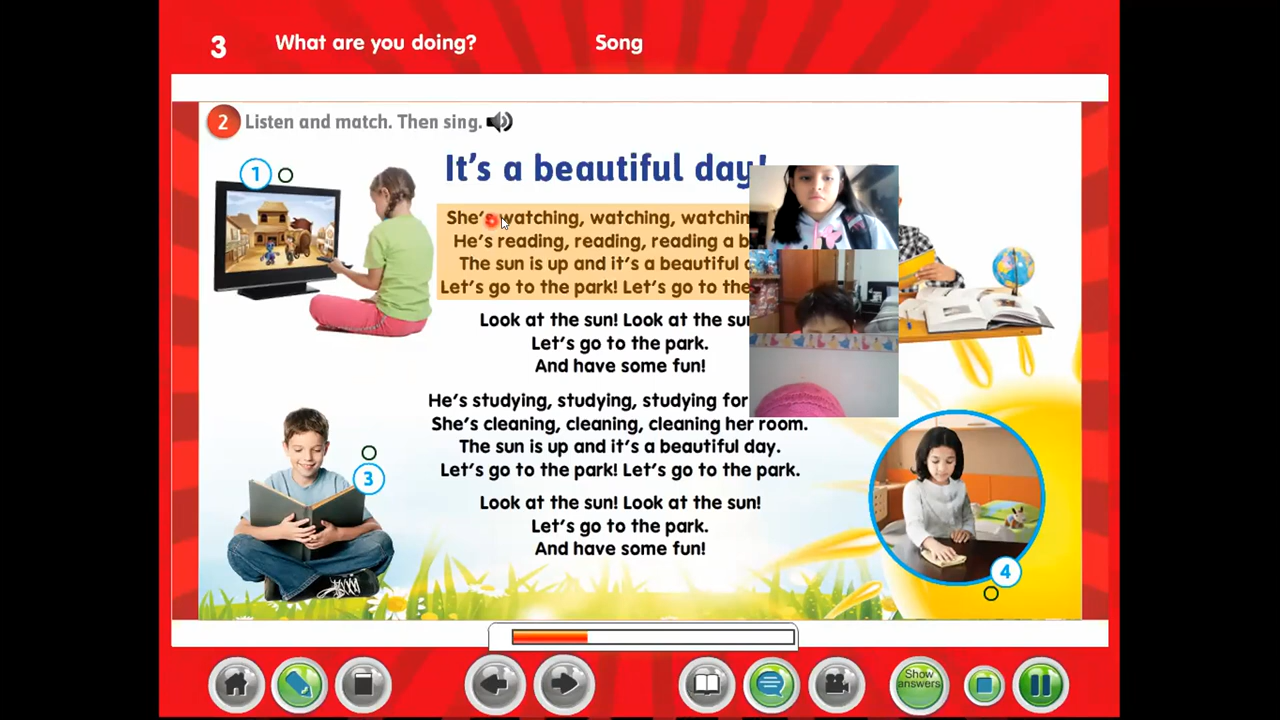 3 What are you doing? Song
2 Listen and match. Then sing.
It's a beautiful day!
1
She's watching, watching,
He's reading, reading, reading a
The sun is up and it's a beautiful
Let's go to the park! Let's go to the
Look at the sun! Look at the
Let's go to the park.
And have some fun!
He's studying, studying, studying for
She's cleaning, cleaning, cleaning her room.
The sun is up and it's a beautiful day.
Let's go to the park! Let's go to the park.
3
Look at the sun! Look at the sun!
Let's go to the park.
And have some fun!
4
Show
answers